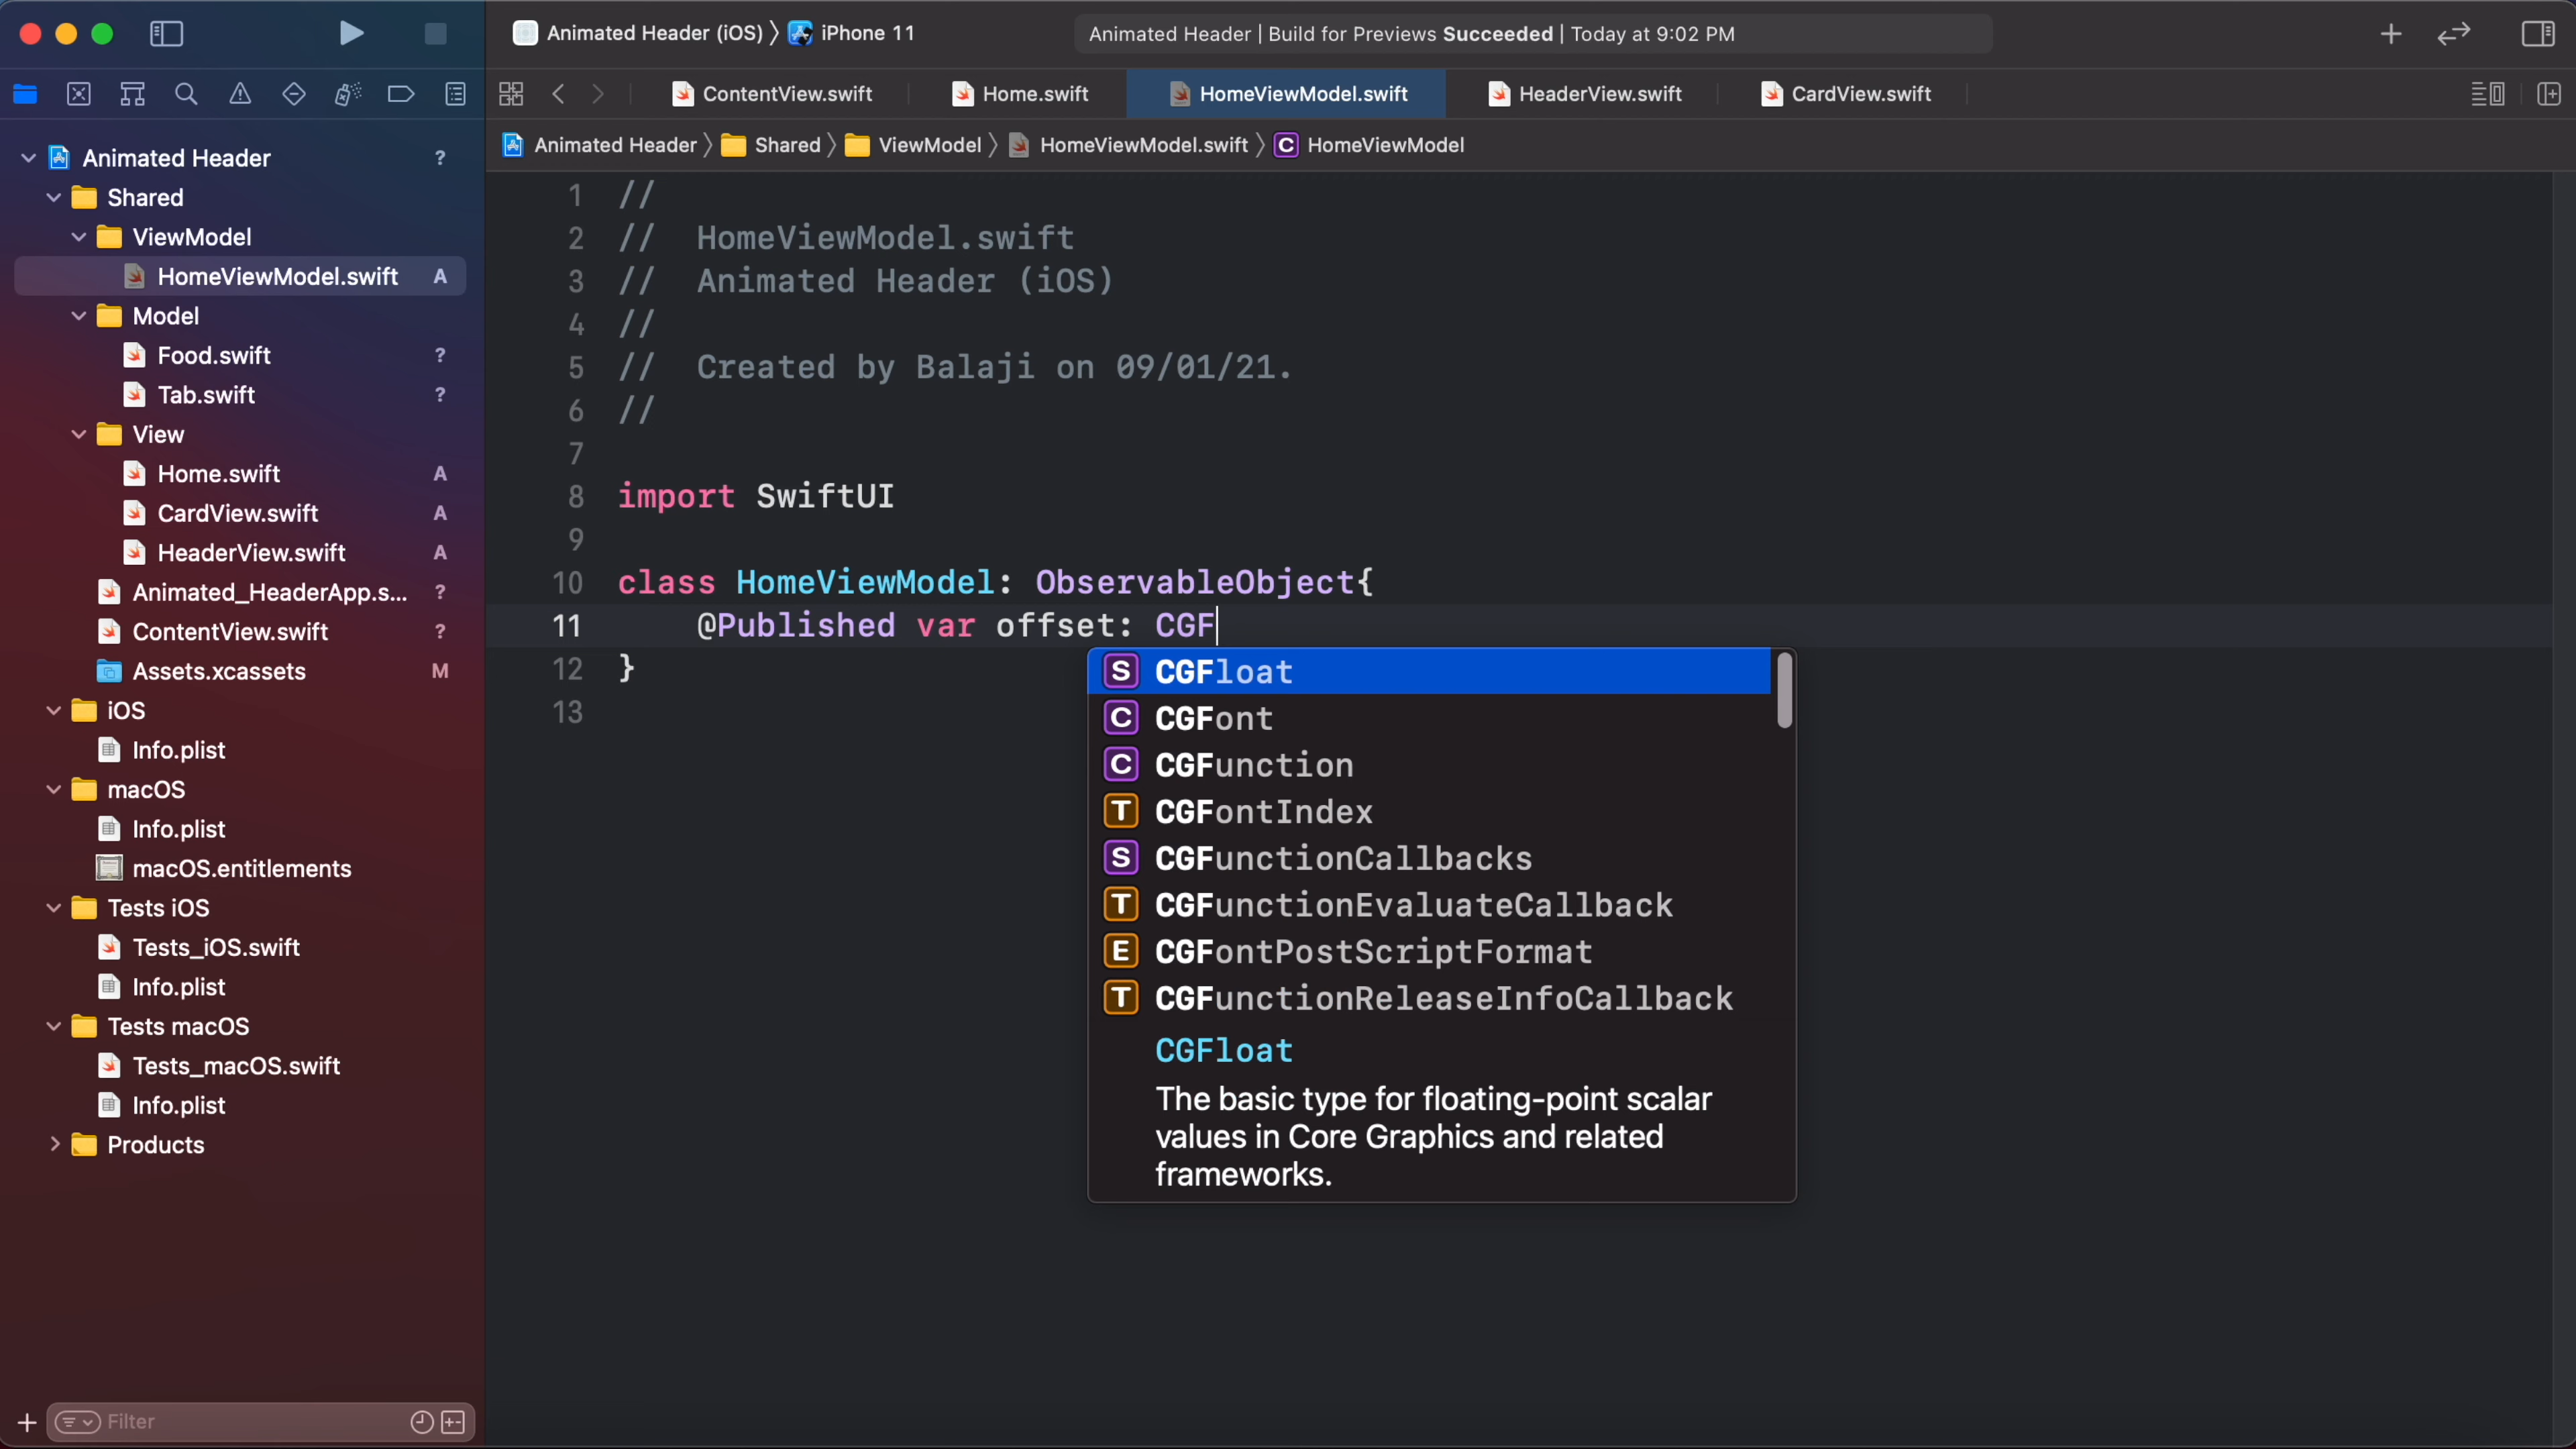 Animated Header (iOS) 〉 iPhone 11
Animated Header | Build for Previews Succeeded | Today at 9:02 PM
ContentView.swift
Home.swift
HomeViewModel.swift
HeaderView.swift
CardView.swift
Animated Header 〉 Shared 〉 ViewModel 〉 HomeViewModel.swift 〉 C HomeViewModel
Animated Header ?
Shared
ViewModel
HomeViewModel.swift A
Model
Food.swift ?
Tab.swift ?
View
Home.swift A
CardView.swift A
HeaderView.swift A
Animated_HeaderApp.s... ?
ContentView.swift ?
Assets.xcassets M
iOS
Info.plist
macOS
Info.plist
macOS.entitlements
Tests iOS
Tests_iOS.swift
Info.plist
Tests macOS
Tests_macOS.swift
Info.plist
Products
Filter
1 //
2 // HomeViewModel.swift
3 // Animated Header (iOS)
4 //
5 // Created by Balaji on 09/01/21.
6 //
7
8 import SwiftUI
9
10 class HomeViewModel: ObservableObject{
11 @Published var offset: CGF
12 }
13
S CGFloat
C CGFont
C CGFunction
T CGFontIndex
S CGFunctionCallbacks
T CGFunctionEvaluateCallback
E CGFontPostScriptFormat
T CGFunctionReleaseInfoCallback
CGFloat
The basic type for floating-point scalar
values in Core Graphics and related
frameworks.